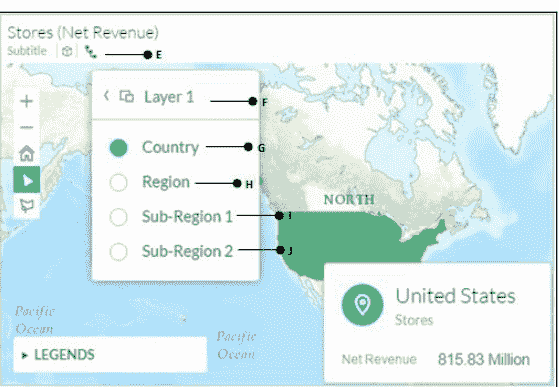 Stores (Net Revenue)
Subtitle
E
Layer 1
F
Country
G
Region
H
NORTH
Sub-Region 1
I
Sub-Region 2
J
United States
Stores
Pacific
Ocean
Pacific
Ocean
LEGENDS
Net Revenue 815.83 Million